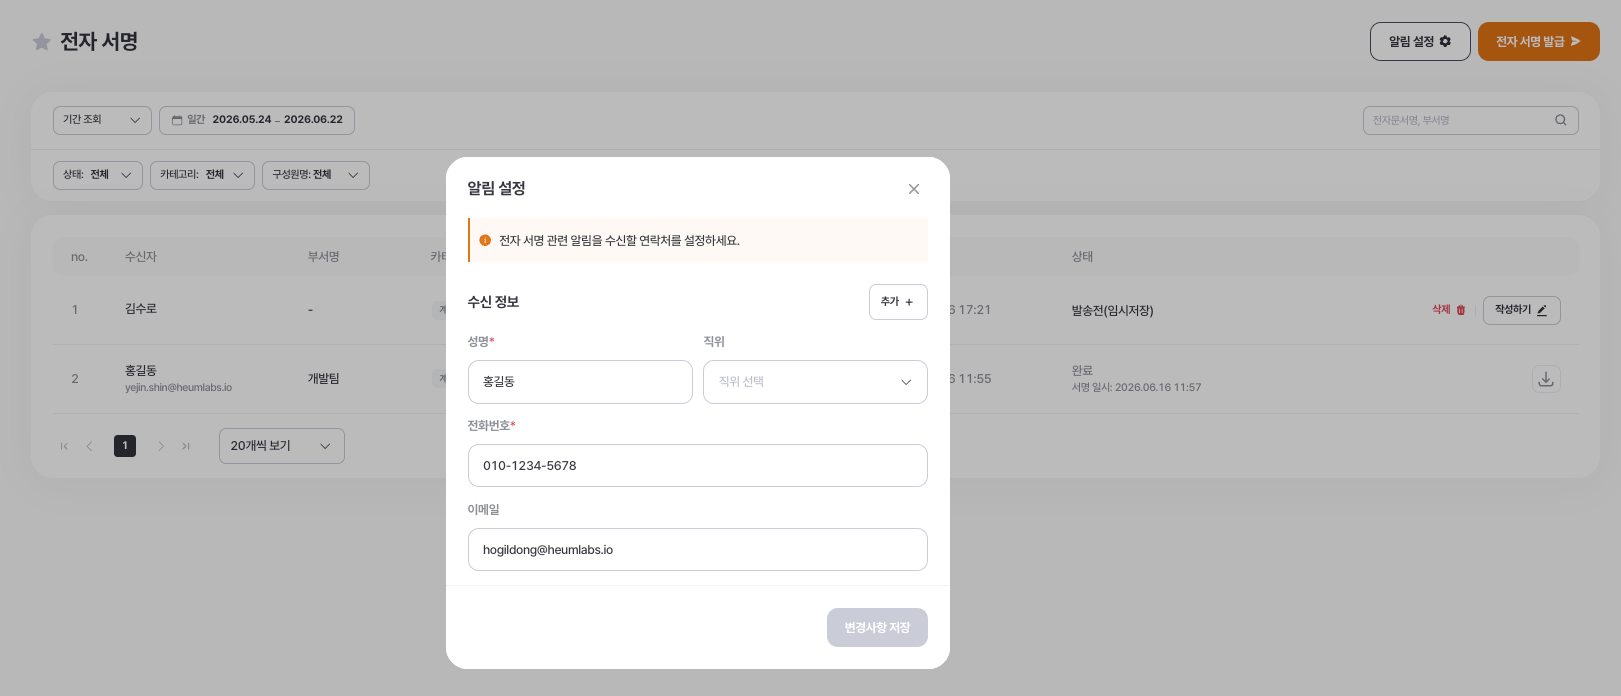 전자 서명
알림 설정
전자 서명 발급
기간 조회
일간 2026.05.24 – 2026.06.22
전자문서명, 부서명
상태: 전체
카테고리: 전체
구성원명: 전체
no. 수신자 부서명 상태
1 김수로 - 17:21 발송전(임시저장) 삭제 작성하기
2 홍길동 개발팀 11:55 완료
yejin.shin@heumlabs.io 서명 일시: 2026.06.16 11:57
1
20개씩 보기
알림 설정
전자 서명 관련 알림을 수신할 연락처를 설정하세요.
수신 정보 추가 +
성명* 직위
홍길동 직위 선택
전화번호*
010-1234-5678
이메일
hogildong@heumlabs.io
변경사항 저장